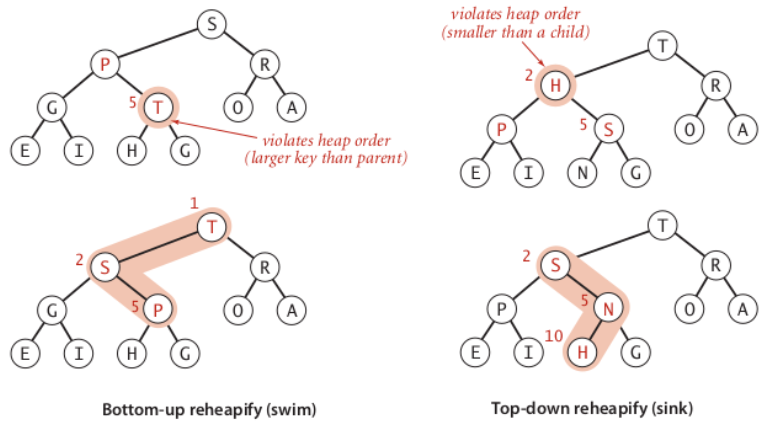 S
P
R
G
5
T
O
A
E
I
H
G
violates heap order
(larger key than parent)
1
T
2
S
R
G
5
P
O
A
E
I
H
G
Bottom-up reheapify (swim)
violates heap order
(smaller than a child)
T
2
H
R
P
5
S
O
A
E
I
N
G
T
2
S
R
P
5
N
O
A
10
E
I
H
G
Top-down reheapify (sink)